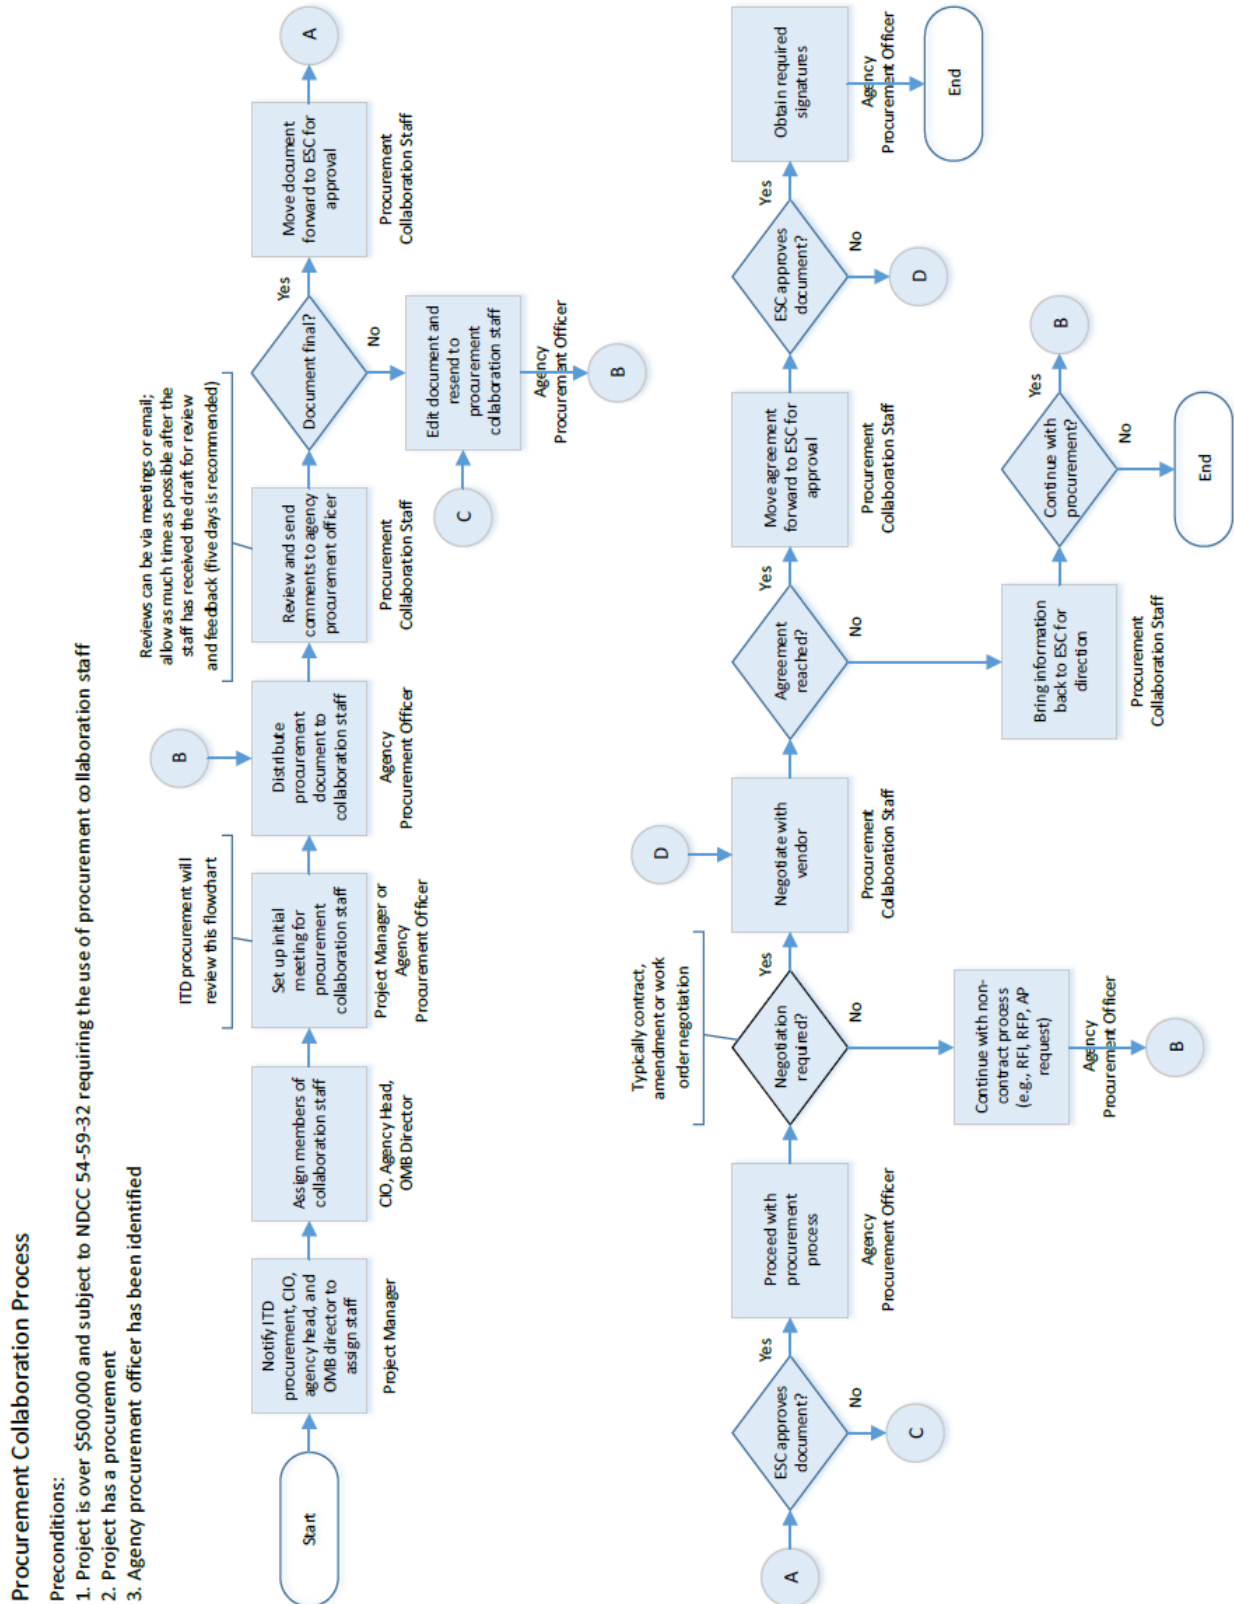 Procurement Collaboration Process
Preconditions:
1. Project is over $500,000 and subject to NDCC 54-59-32 requiring the use of procurement collaboration staff
2. Project has a procurement
3. Agency procurement officer has been identified
Start
Notify ITD
procurement, CIO,
agency head, and
OMB director to
assign staff
Project Manager
Assign members of
collaboration staff
CIO, Agency Head,
OMB Director
ITD procurement will
review this flowchart
Set up initial
meeting for
procurement
collaboration staff
Project Manager or
Agency
Procurement Officer
B
Distribute
procurement
document to
collaboration staff
Agency
Procurement Officer
Reviews can be via meetings or email;
allow as much time as possible after the
staff has received the draft for review
and feedback (five days is recommended)
Review and send
comments to agency
procurement officer
Procurement
Collaboration Staff
Document final?
Yes
No
Move document
forward to ESC for
approval
Procurement
Collaboration Staff
A
C
Edit document and
resend to
procurement
collaboration staff
Agency
Procurement Officer
B
A
ESC approves
document?
Yes
No
C
Proceed with
procurement
process
Agency
Procurement Officer
Typically contract,
amendment or work
order negotiation
Negotiation
required?
Yes
No
Continue with non-
contract process
(e.g., RFI, RFP, AP
request)
Agency
Procurement Officer
B
D
Negotiate with
vendor
Procurement
Collaboration Staff
Agreement
reached?
Yes
No
Move agreement
forward to ESC for
approval
Procurement
Collaboration Staff
ESC approves
document?
Yes
No
D
Obtain required
signatures
Agency
Procurement Officer
End
Bring information
back to ESC for
direction
Procurement
Collaboration Staff
Continue with
procurement?
Yes
No
B
End